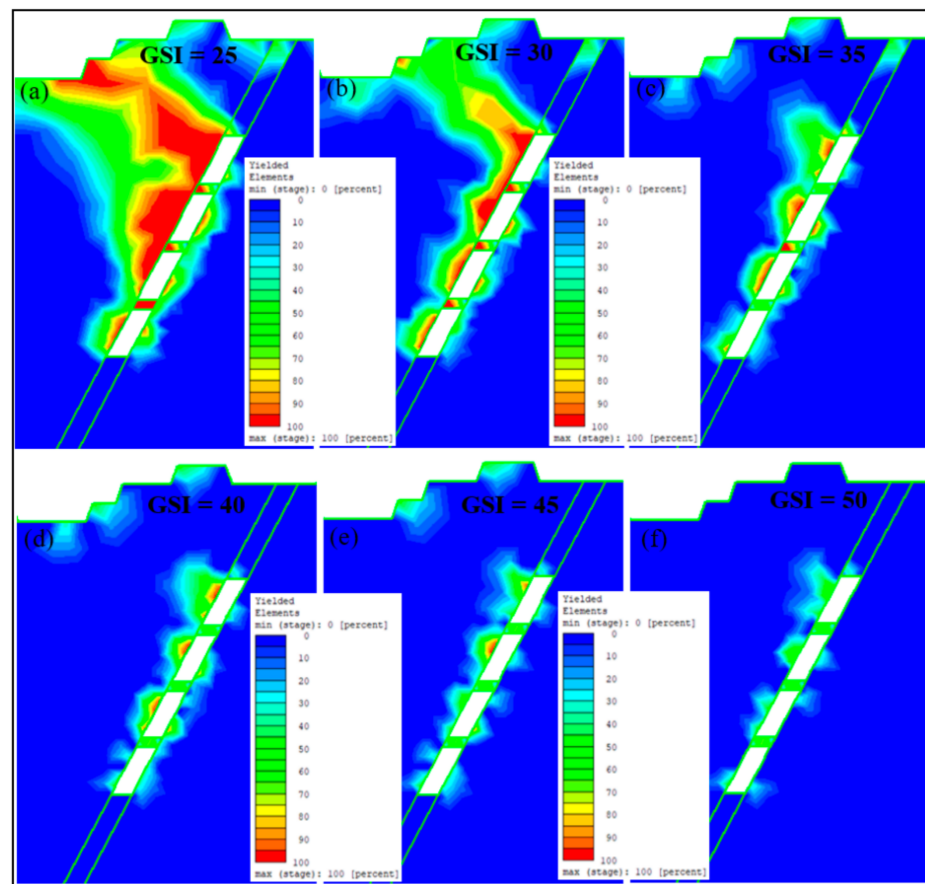 GSI = 25
GSI = 30
GSI = 35
(a)
(b)
(c)
Yielded
Elements
min (stage): 0 [percent]
0
10
20
30
40
50
60
70
80
90
100
max (stage): 100 [percent]
Yielded
Elements
min (stage): 0 [percent]
0
10
20
30
40
50
60
70
80
90
100
max (stage): 100 [percent]
GSI = 40
GSI = 45
GSI = 50
(d)
(e)
(f)
Yielded
Elements
min (stage): 0 [percent]
0
10
20
30
40
50
60
70
80
90
100
max (stage): 100 [percent]
Yielded
Elements
min (stage): 0 [percent]
0
10
20
30
40
50
60
70
80
90
100
max (stage): 100 [percent]